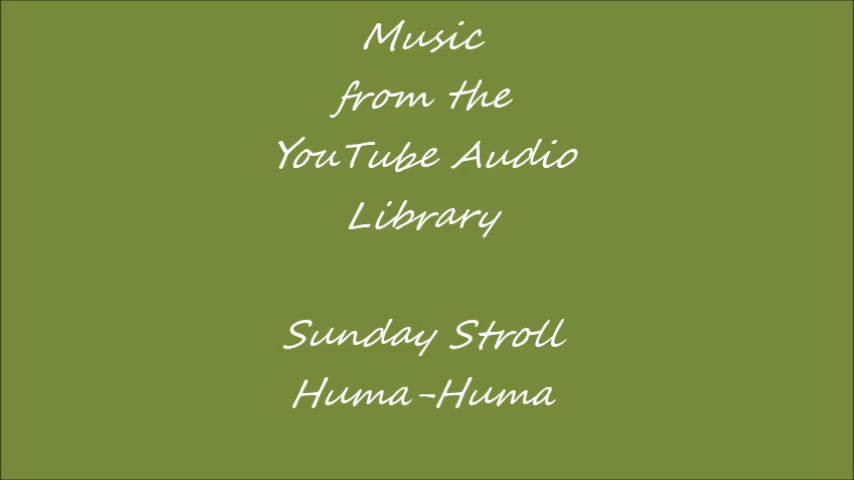 Music
from the
YouTube Audio
Library
Sunday Stroll
Huma-Huma